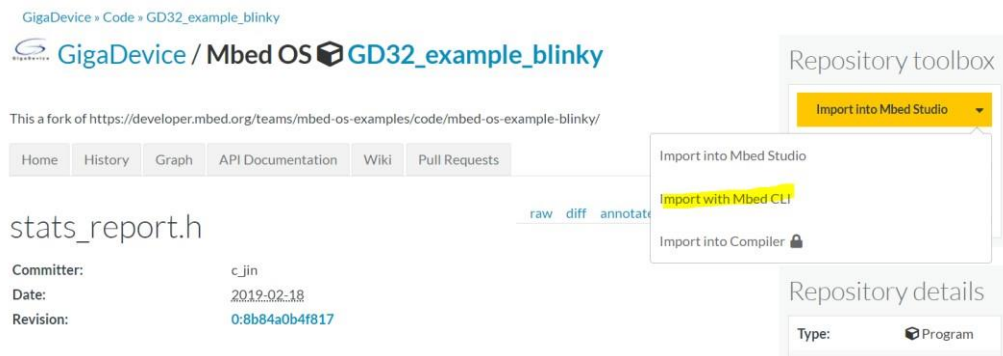 GigaDevice » Code » GD32_example_blinky
GigaDevice
GigaDevice / Mbed OS GD32_example_blinky
This a fork of https://developer.mbed.org/teams/mbed-os-examples/code/mbed-os-example-blinky/
Home History Graph API Documentation Wiki Pull Requests
stats_report.h
raw diff annotate
Committer: c_jin
Date: 2019-02-18
Revision: 0:8b84a0b4f817
Repository toolbox
Import into Mbed Studio
Import into Mbed Studio
Import with Mbed CLI
Import into Compiler
Repository details
Type: Program